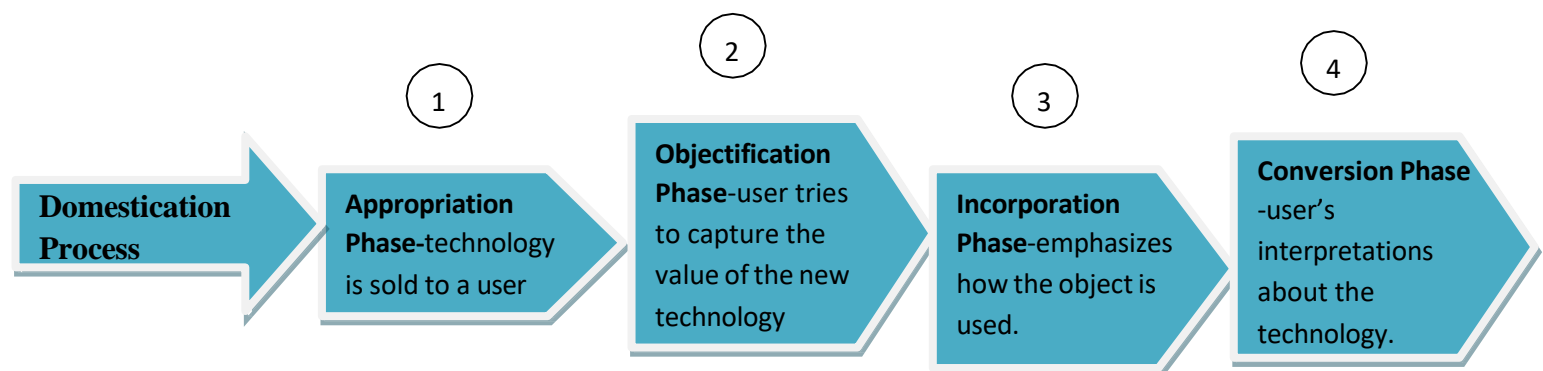 1
2
3
4
Domestication
Process
Appropriation
Phase-technology
is sold to a user
Objectification
Phase-user tries
to capture the
value of the new
technology
Incorporation
Phase-emphasizes
how the object is
used.
Conversion Phase
-user’s
interpretations
about the
technology.